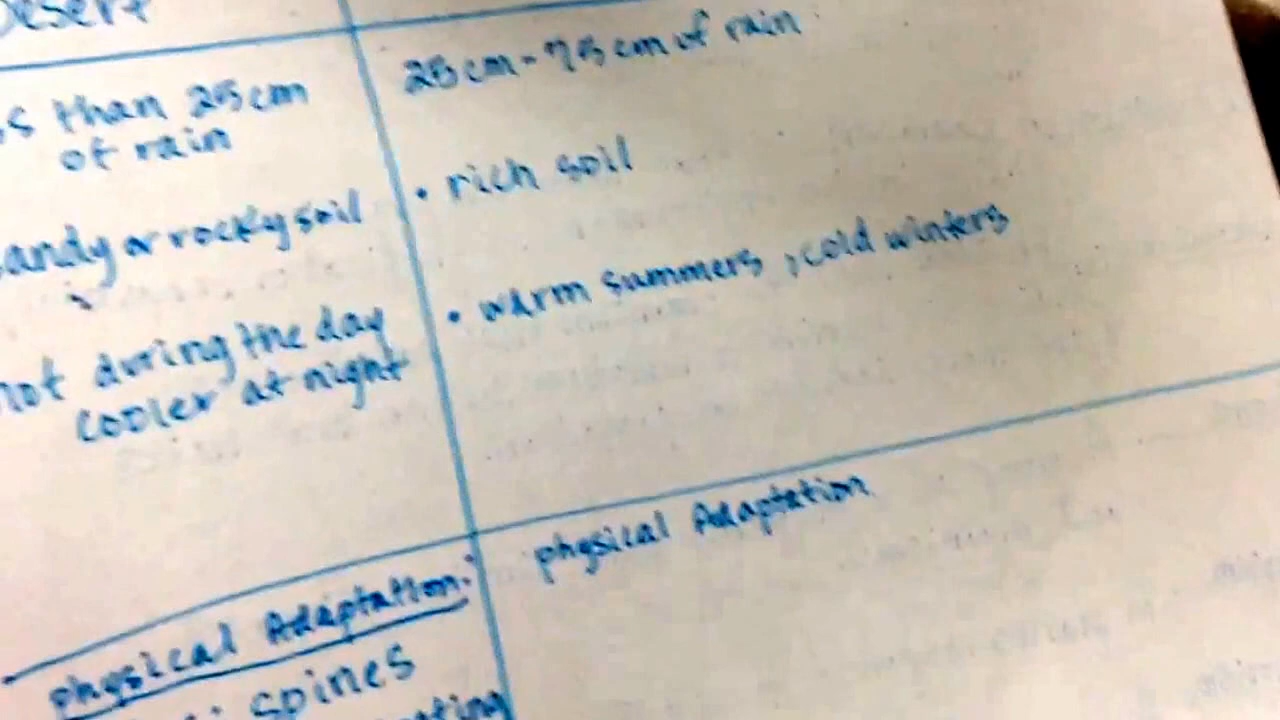 Desert
than 25cm
of rain
andy or rocky soil
hot during the day
cooler at night
25cm-75cm of rain
• rich soil
• warm summers, cold winters
physical Adaptation:
spines
physical Adaptation